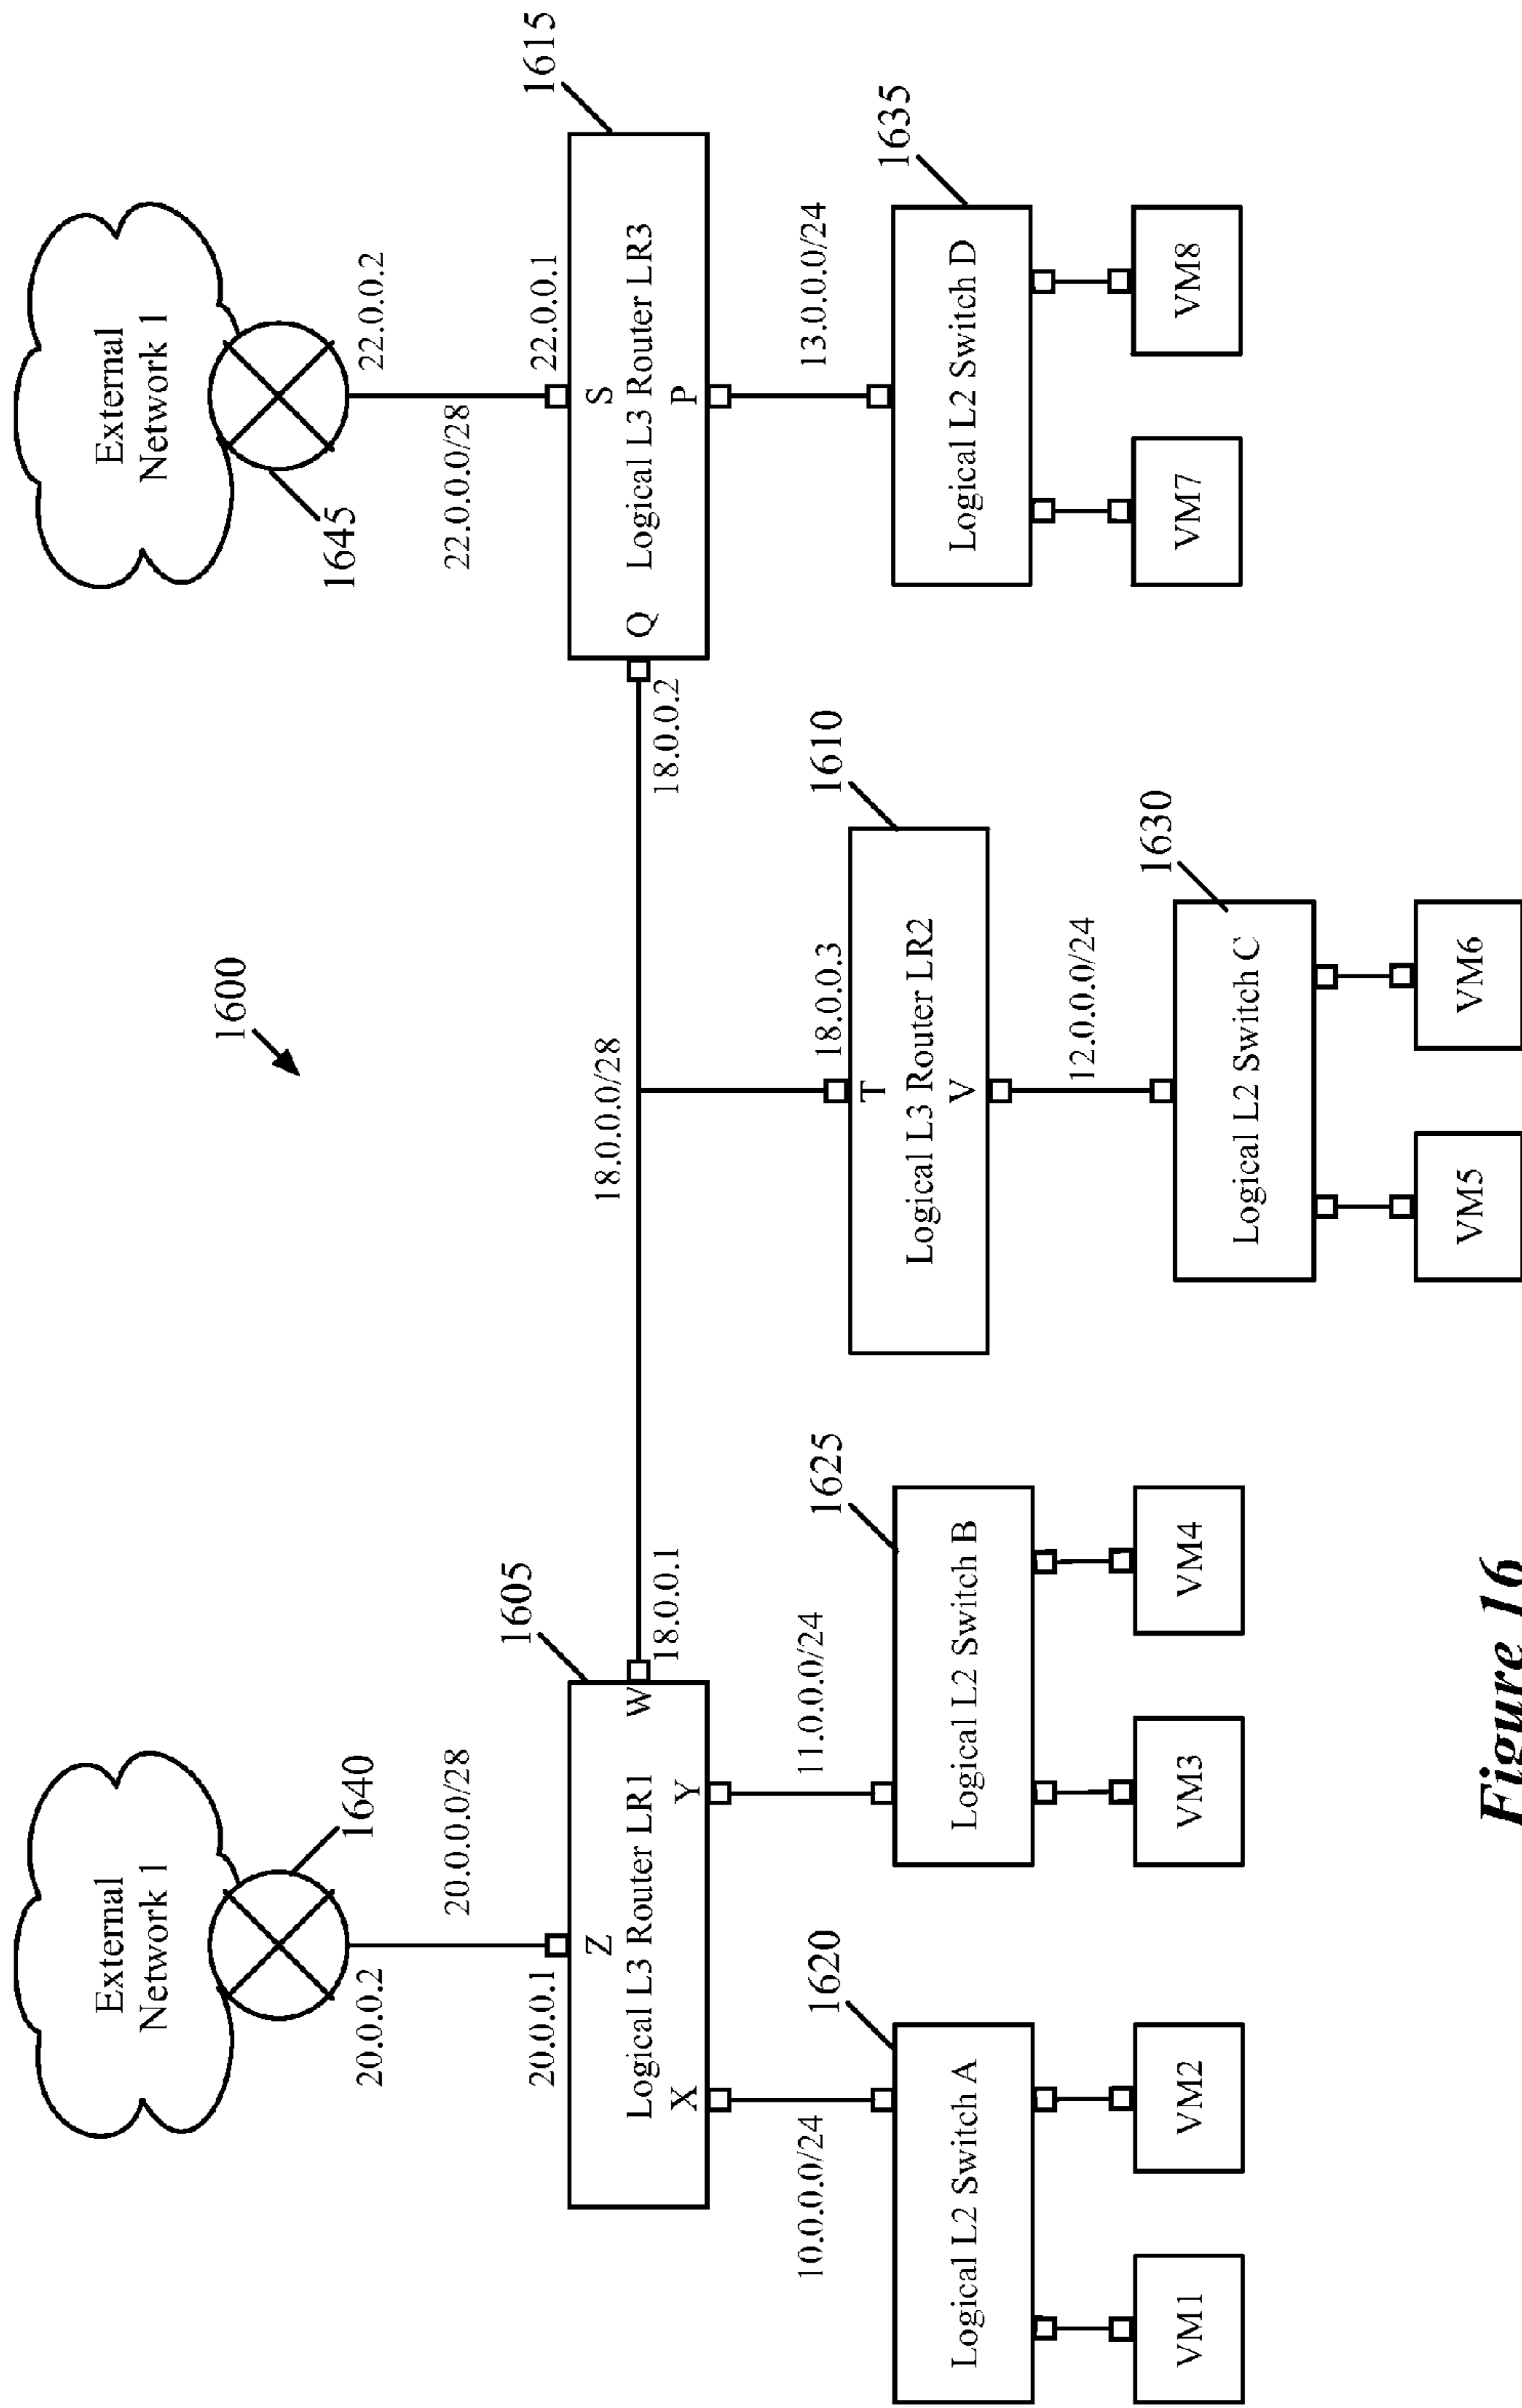 1600
External
Network 1
1640
20.0.0.2
20.0.0.0/28
20.0.0.1
1605
Z
Logical L3 Router LR1
W
X
Y
18.0.0.1
10.0.0.0/24
1620
Logical L2 Switch A
VM1
VM2
11.0.0.0/24
1625
Logical L2 Switch B
VM3
VM4
18.0.0.0/28
18.0.0.3
1610
T
Logical L3 Router LR2
V
12.0.0.0/24
1630
Logical L2 Switch C
VM5
VM6
External
Network 1
1645
22.0.0.2
22.0.0.0/28
22.0.0.1
1615
S
Q
Logical L3 Router LR3
P
18.0.0.2
13.0.0.0/24
1635
Logical L2 Switch D
VM7
VM8
Figure 16